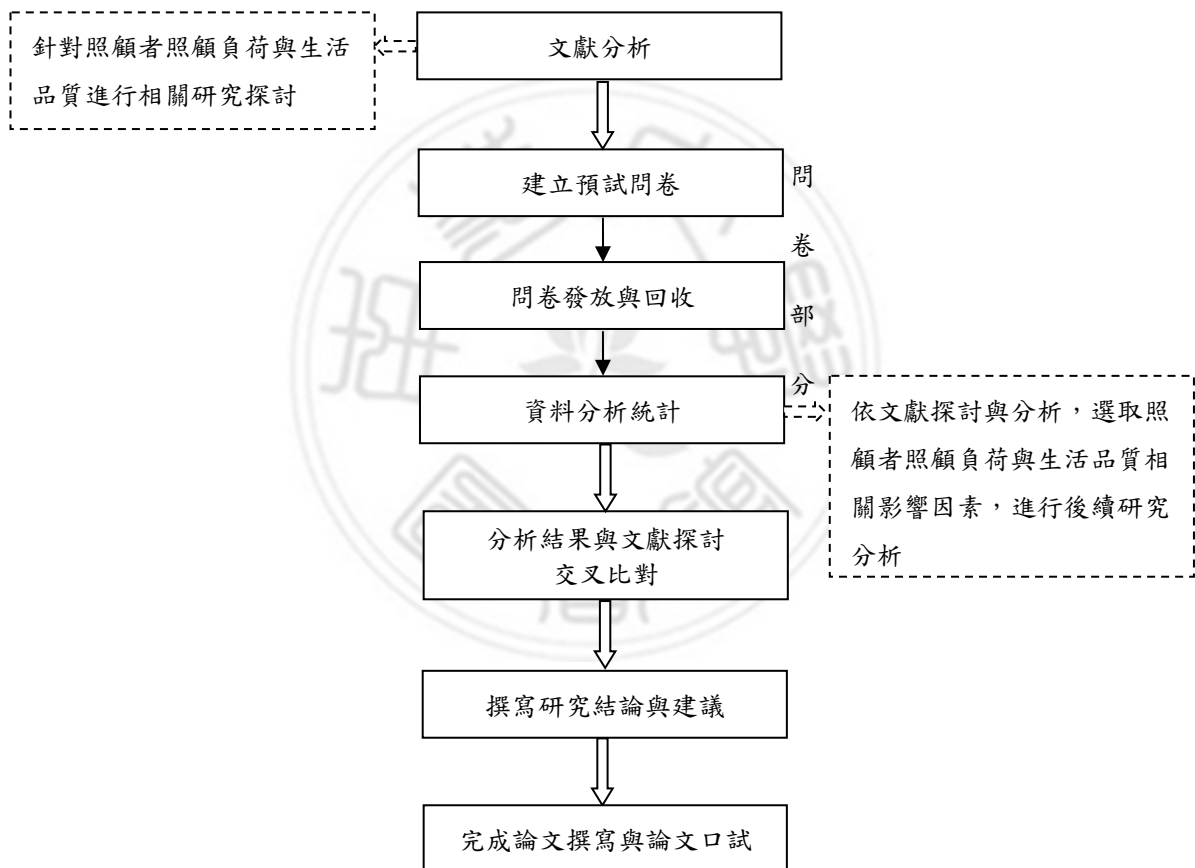 針對照顧者照顧負荷與生活
品質進行相關研究探討
文獻分析
建立預試問卷
問卷發放與回收
資料分析統計
問
卷
部
分
依文獻探討與分析，選取照
顧者照顧負荷與生活品質相
關影響因素，進行後續研究
分析
分析結果與文獻探討
交叉比對
撰寫研究結論與建議
完成論文撰寫與論文口試